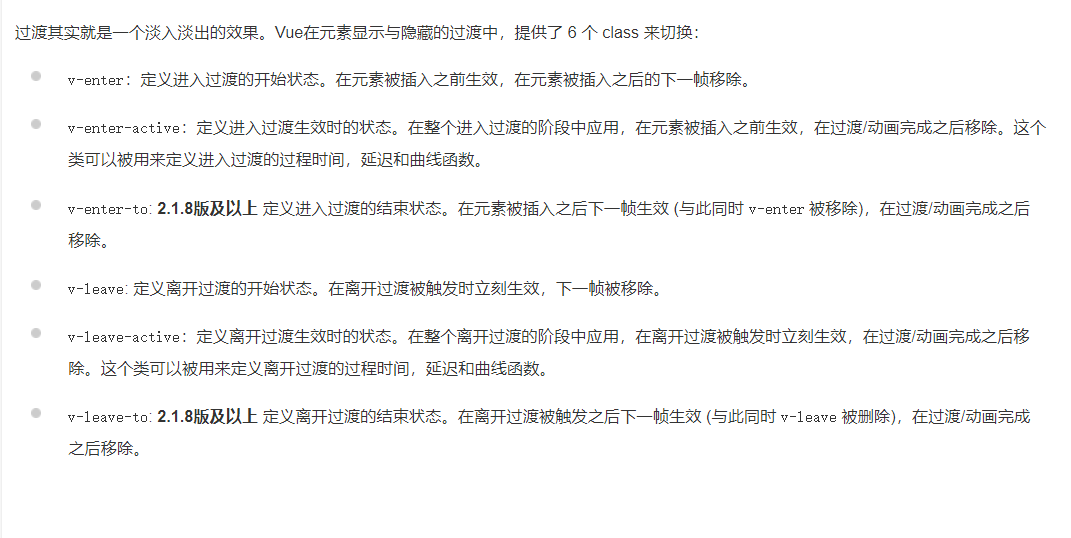 过渡其实就是一个淡入淡出的效果。Vue在元素显示与隐藏的过渡中，提供了 6 个 class 来切换：
v-enter：定义进入过渡的开始状态。在元素被插入之前生效，在元素被插入之后的下一帧移除。
v-enter-active：定义进入过渡生效时的状态。在整个进入过渡的阶段中应用，在元素被插入之前生效，在过渡/动画完成之后移除。这个
类可以被用来定义进入过渡的过程时间，延迟和曲线函数。
v-enter-to: 2.1.8版及以上 定义进入过渡的结束状态。在元素被插入之后下一帧生效 (与此同时 v-enter 被移除)，在过渡/动画完成之后
移除。
v-leave: 定义离开过渡的开始状态。在离开过渡被触发时立刻生效，下一帧被移除。
v-leave-active：定义离开过渡生效时的状态。在整个离开过渡的阶段中应用，在离开过渡被触发时立刻生效，在过渡/动画完成之后移
除。这个类可以被用来定义离开过渡的过程时间，延迟和曲线函数。
v-leave-to: 2.1.8版及以上 定义离开过渡的结束状态。在离开过渡被触发之后下一帧生效 (与此同时 v-leave 被删除)，在过渡/动画完成
之后移除。